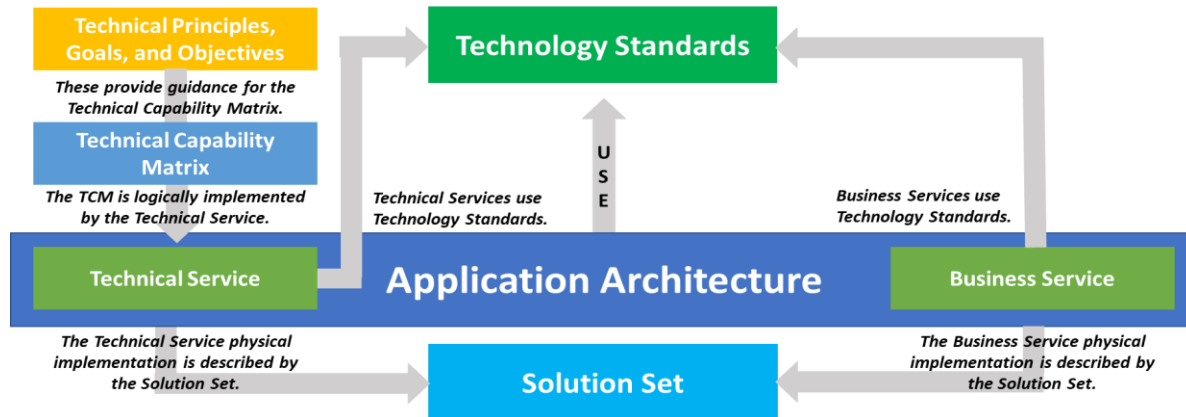 Technical Principles,
Goals, and Objectives
Technology Standards
These provide guidance for the
Technical Capability Matrix.
Technical Capability
Matrix
U
S
E
The TCM is logically implemented
by the Technical Service.
Technical Services use
Technology Standards.
Business Services use
Technology Standards.
Technical Service
Application Architecture
Business Service
The Technical Service physical
implementation is described by
the Solution Set.
Solution Set
The Business Service physical
implementation is described by
the Solution Set.